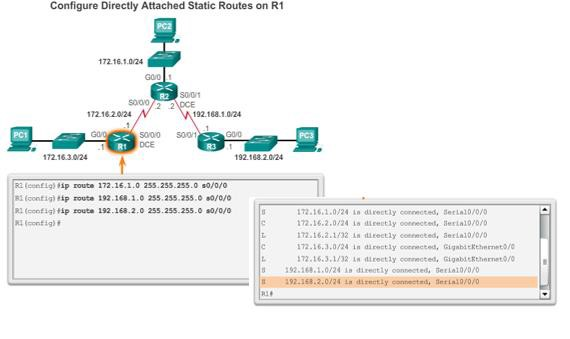 Configure Directly Attached Static Routes on R1
PC2
172.16.1.0/24
G0/0 .1
R2
S0/0/1
DCE
S0/0/0 .2 .2
172.16.2.0/24
192.168.1.0/24
.1 .1
PC1
G0/0
.1
R1
S0/0/0
DCE
S0/0/1
R3
G0/0
.1
PC3
172.16.3.0/24
192.168.2.0/24
R1(config)#ip route 172.16.1.0 255.255.255.0 s0/0/0
R1(config)#ip route 192.168.1.0 255.255.255.0 s0/0/0
R1(config)#ip route 192.168.2.0 255.255.255.0 s0/0/0
R1(config)#
S 172.16.1.0/24 is directly connected, Serial0/0/0
C 172.16.2.0/24 is directly connected, Serial0/0/0
L 172.16.2.1/32 is directly connected, Serial0/0/0
C 172.16.3.0/24 is directly connected, GigabitEthernet0/0
L 172.16.3.1/32 is directly connected, GigabitEthernet0/0
S 192.168.1.0/24 is directly connected, Serial0/0/0
S 192.168.2.0/24 is directly connected, Serial0/0/0
R1#